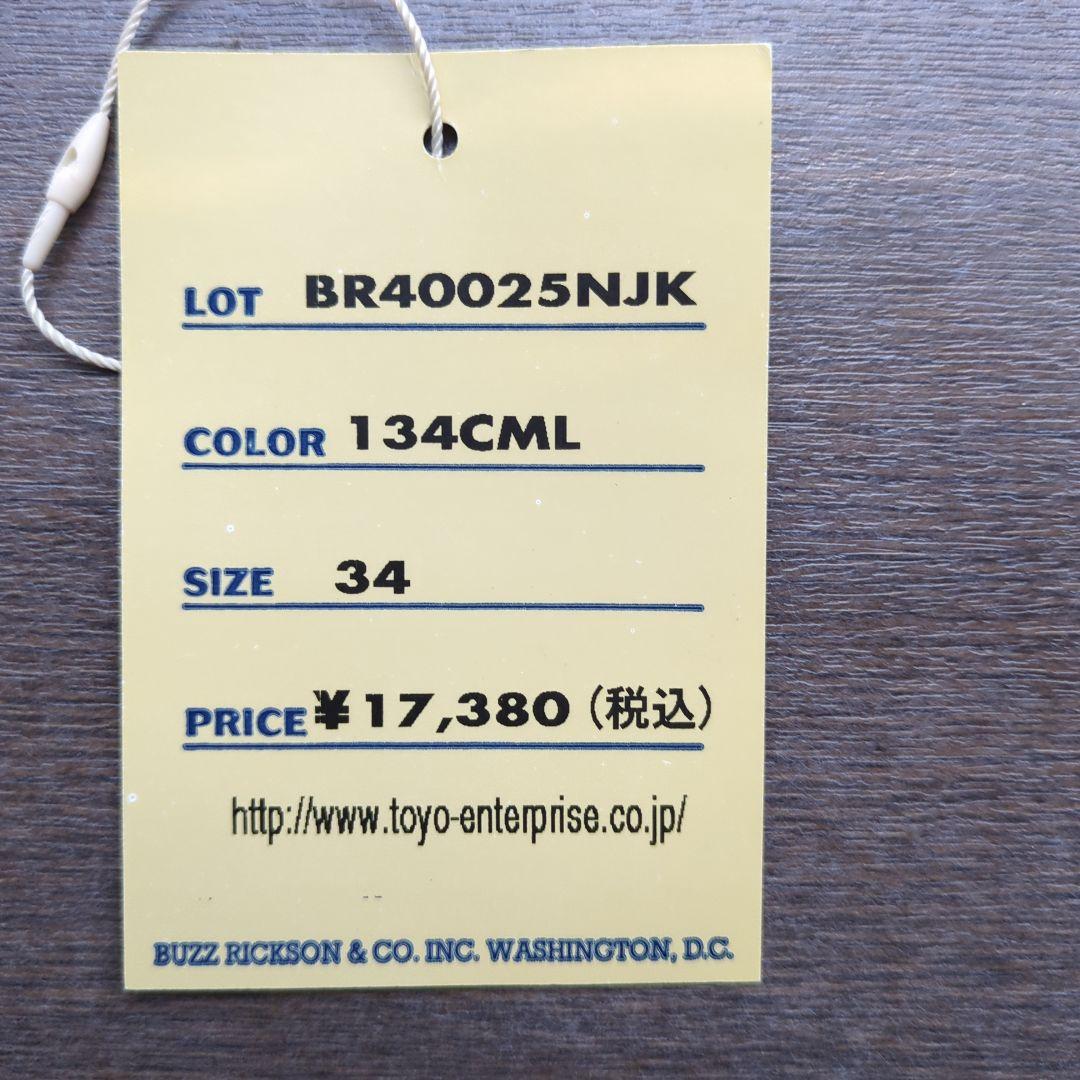 LOT BR40025NJK
COLOR 134CML
SIZE 34
PRICE ¥17,380(税込)
http://www.toyo-enterprise.co.jp/
BUZZ RICKSON & CO. INC. WASHINGTON, D.C.